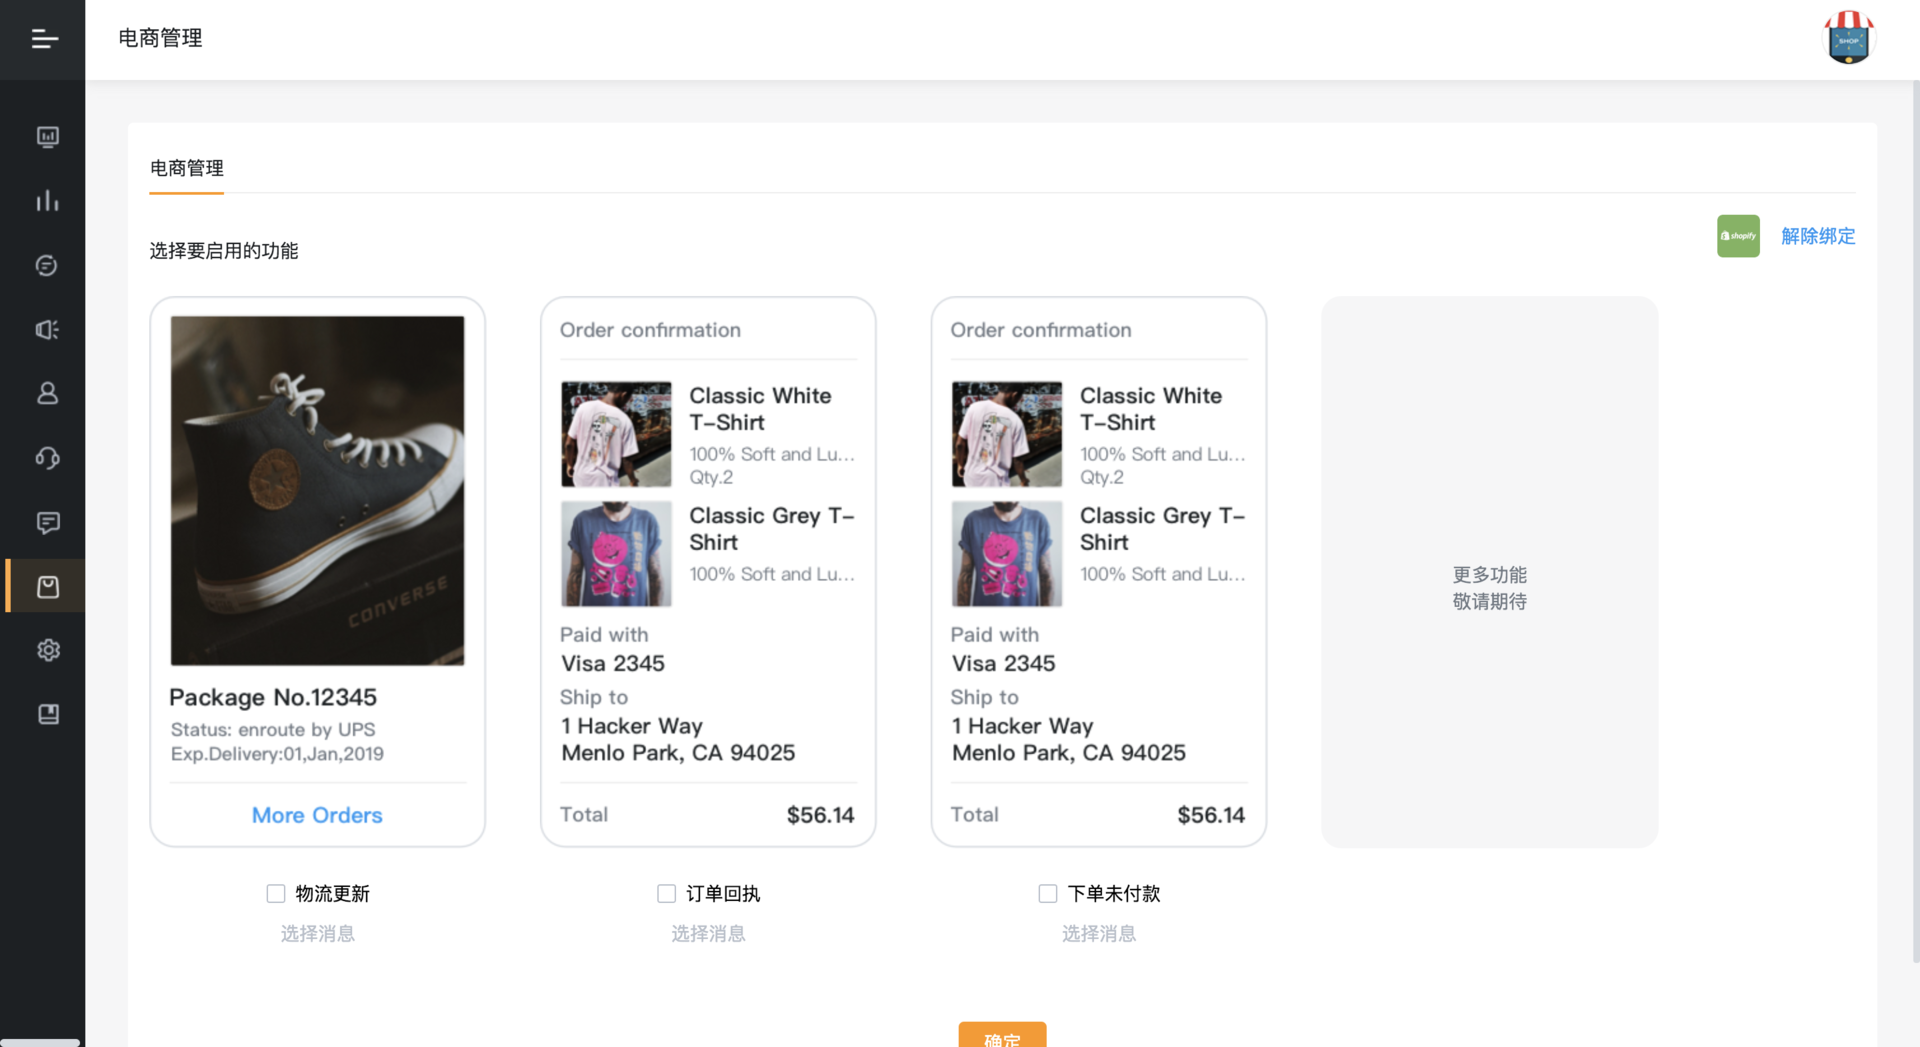 电商管理
SHOP
电商管理
选择要启用的功能
shopify
解除绑定
CONVERSE
Package No.12345
Status: enroute by UPS
Exp.Delivery:01,Jan,2019
More Orders
物流更新
选择消息
Order confirmation
Classic White
T-Shirt
100% Soft and Lu...
Qty.2
Classic Grey T-
Shirt
100% Soft and Lu...
Paid with
Visa 2345
Ship to
1 Hacker Way
Menlo Park, CA 94025
Total $56.14
订单回执
选择消息
Order confirmation
Classic White
T-Shirt
100% Soft and Lu...
Qty.2
Classic Grey T-
Shirt
100% Soft and Lu...
Paid with
Visa 2345
Ship to
1 Hacker Way
Menlo Park, CA 94025
Total $56.14
下单未付款
选择消息
更多功能
敬请期待
确定